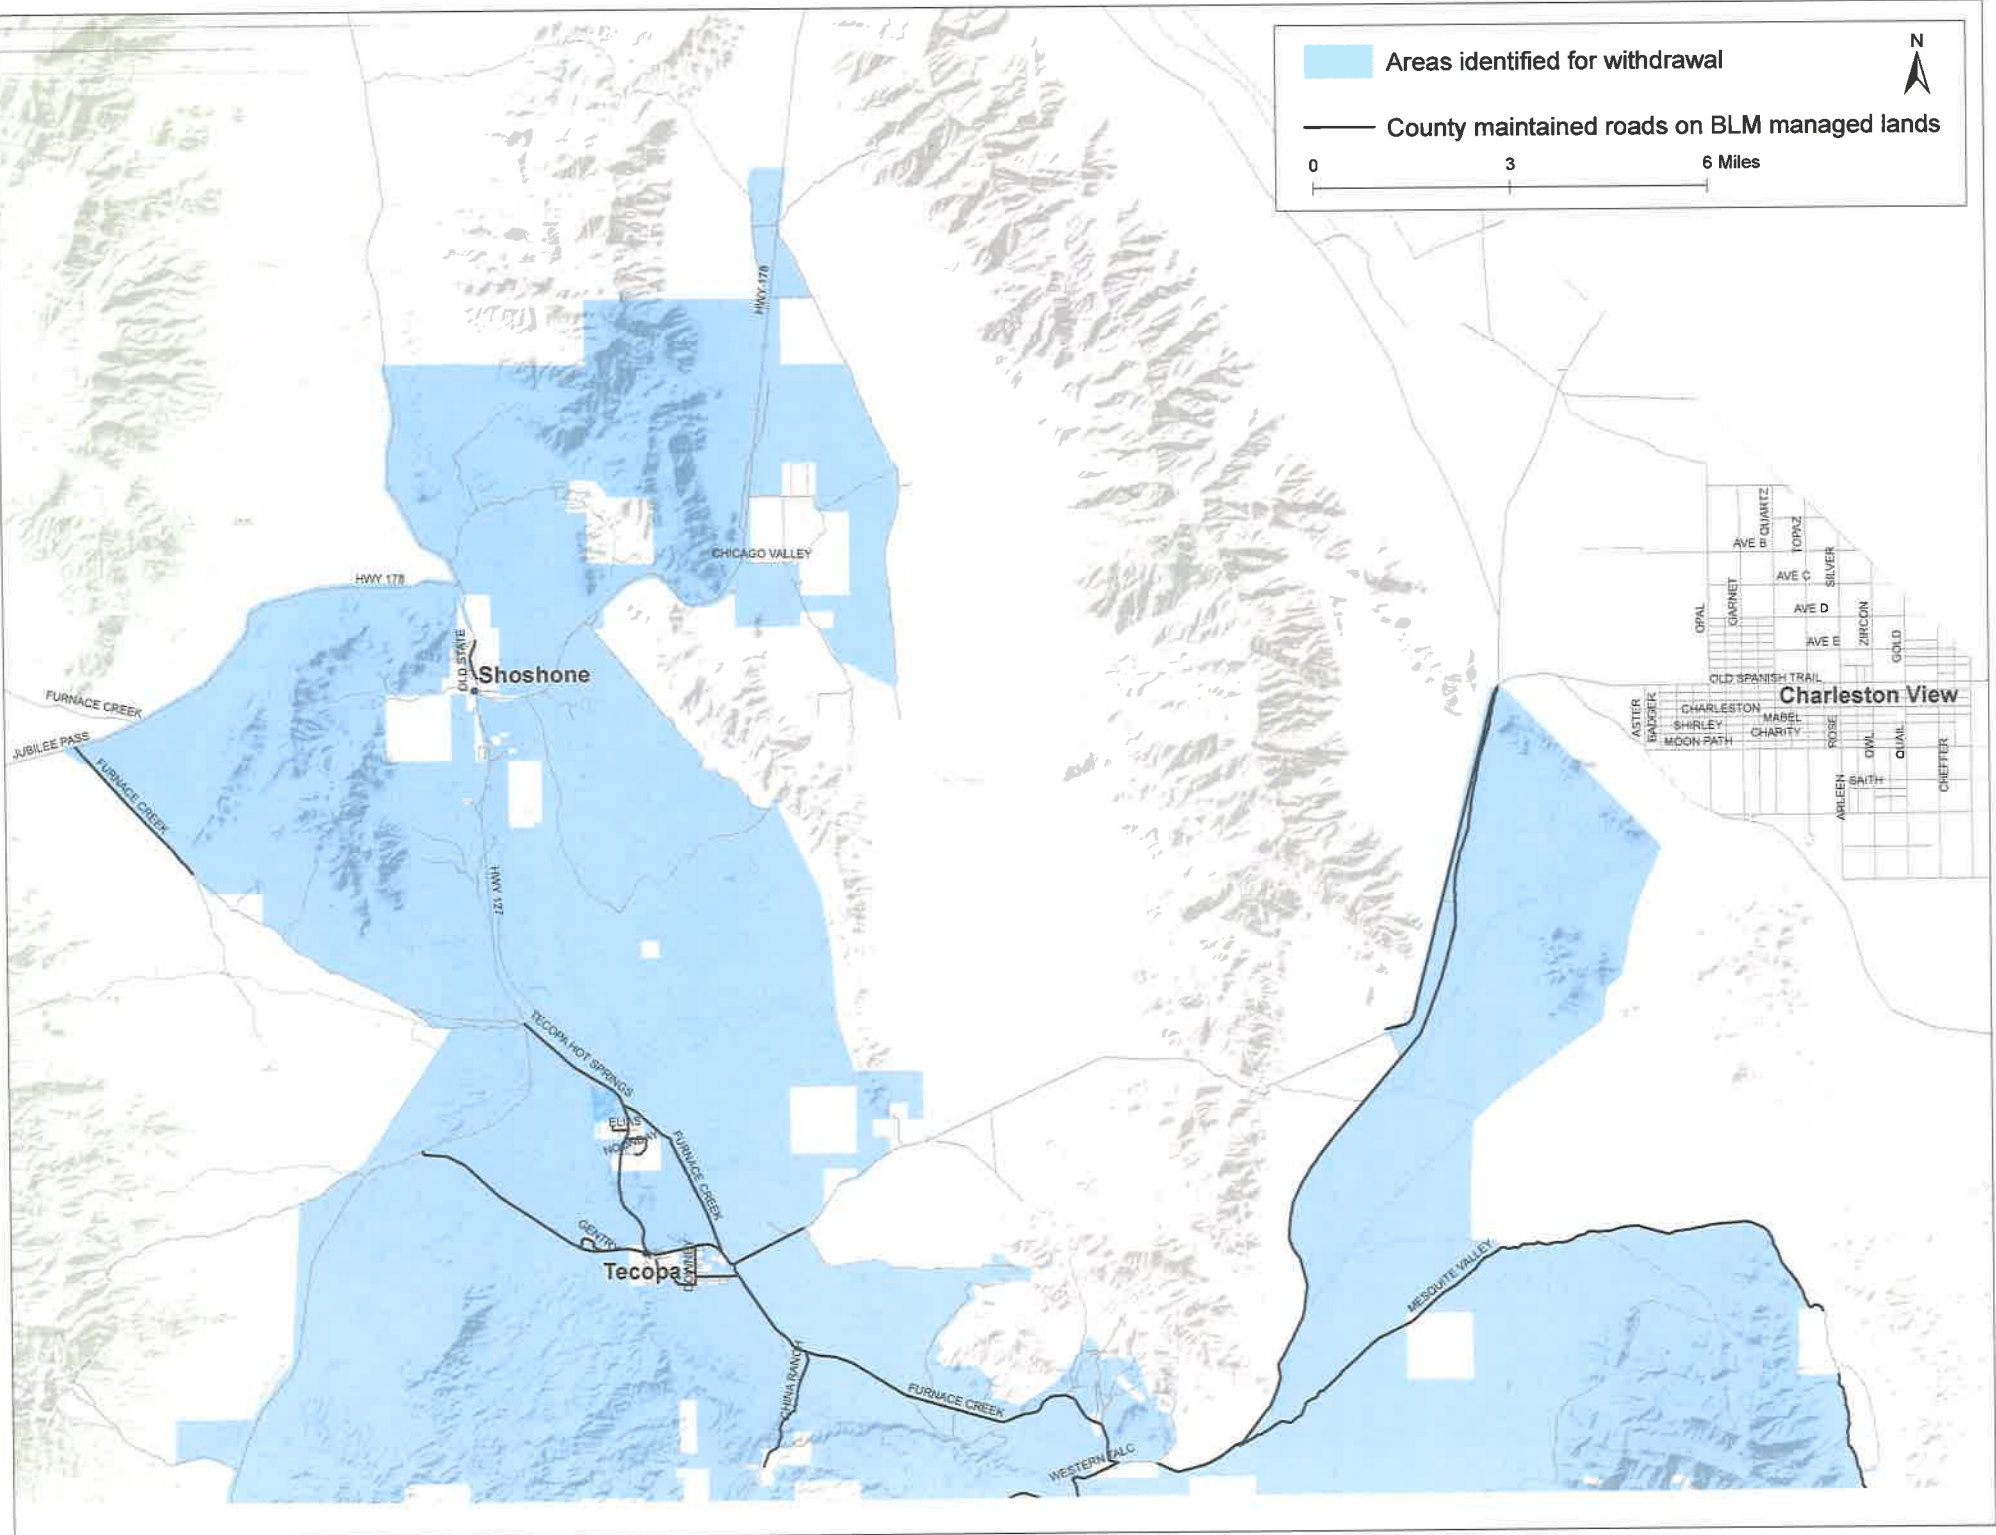 Areas identified for withdrawal
N
County maintained roads on BLM managed lands
0 3 6 Miles
HWY 178
CHICAGO VALLEY
HWY 178
OLD STATE
Shoshone
FURNACE CREEK
JUBILEE PASS
FURNACE CREEK
HWY 127
QUARTZ
TOPAZ
AVE B
SILVER
AVE C
GARNET
OPAL
AVE D
ZIRCON
AVE E
GOLD
OLD SPANISH TRAIL
Charleston View
ASTER
BADGER
CHARLESTON
MABEL
SHIRLEY
CHARITY
MOON PATH
ROSE
OWL
QUAIL
CHEFFER
SAITH
ARLEEN
TECOPA HOT SPRINGS
ELIAS
NOONDAY
FURNACE CREEK
GENTRY
Tecopa
DOWNEY
MESQUITE VALLEY
CHINA RANCH
FURNACE CREEK
WESTERN TALC